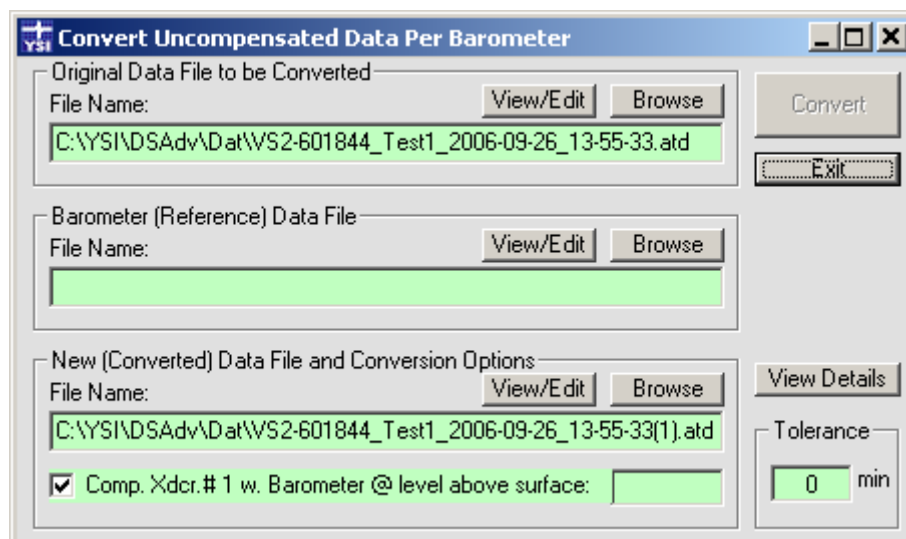 YSI Convert Uncompensated Data Per Barometer
Original Data File to be Converted
File Name: View/Edit Browse
C:\YSI\DSAdv\Dat\VS2-601844_Test1_2006-09-26_13-55-33.atd
Convert
Exit
Barometer (Reference) Data File
File Name: View/Edit Browse
New (Converted) Data File and Conversion Options
File Name: View/Edit Browse
C:\YSI\DSAdv\Dat\VS2-601844_Test1_2006-09-26_13-55-33(1).atd
Comp. Xdcr.# 1 w. Barometer @ level above surface:
View Details
Tolerance
0 min